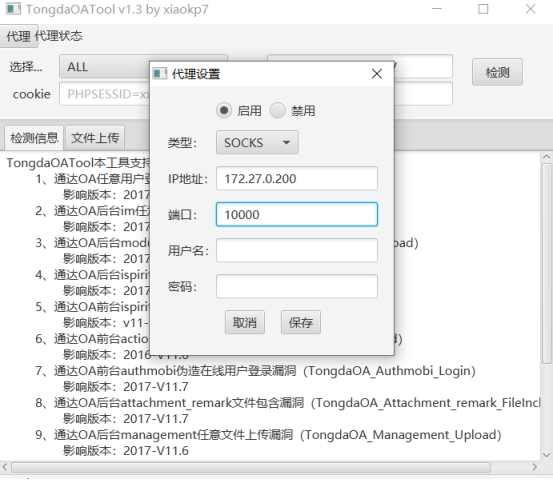 TongdaOATool v1.3 by xiaokp7
代理 代理状态
选择... ALL
检测
cookie PHPSESSID=x
检测信息 文件上传
代理设置
启用 禁用
类型: SOCKS
IP地址: 172.27.0.200
端口: 10000
用户名:
密码:
取消 保存
TongdaOATool本工具支持
1、通达OA任意用户登
影响版本：2017
2、通达OA后台im任意
影响版本：2017
3、通达OA后台modu oad）
影响版本：2017
4、通达OA后台ispirit
影响版本：2017
5、通达OA前台ispirit
影响版本：v11-
6、通达OA前台action d）
影响版本：2016-V11.6
7、通达OA前台authmobi伪造在线用户登录漏洞（TongdaOA_Authmobi_Login）
影响版本：2017-V11.7
8、通达OA后台attachment_remark文件包含漏洞（TongdaOA_Attachment_remark_FileIncl
影响版本：2017-V11.7
9、通达OA后台management任意文件上传漏洞（TongdaOA_Management_Upload）
影响版本：2017-V11.6